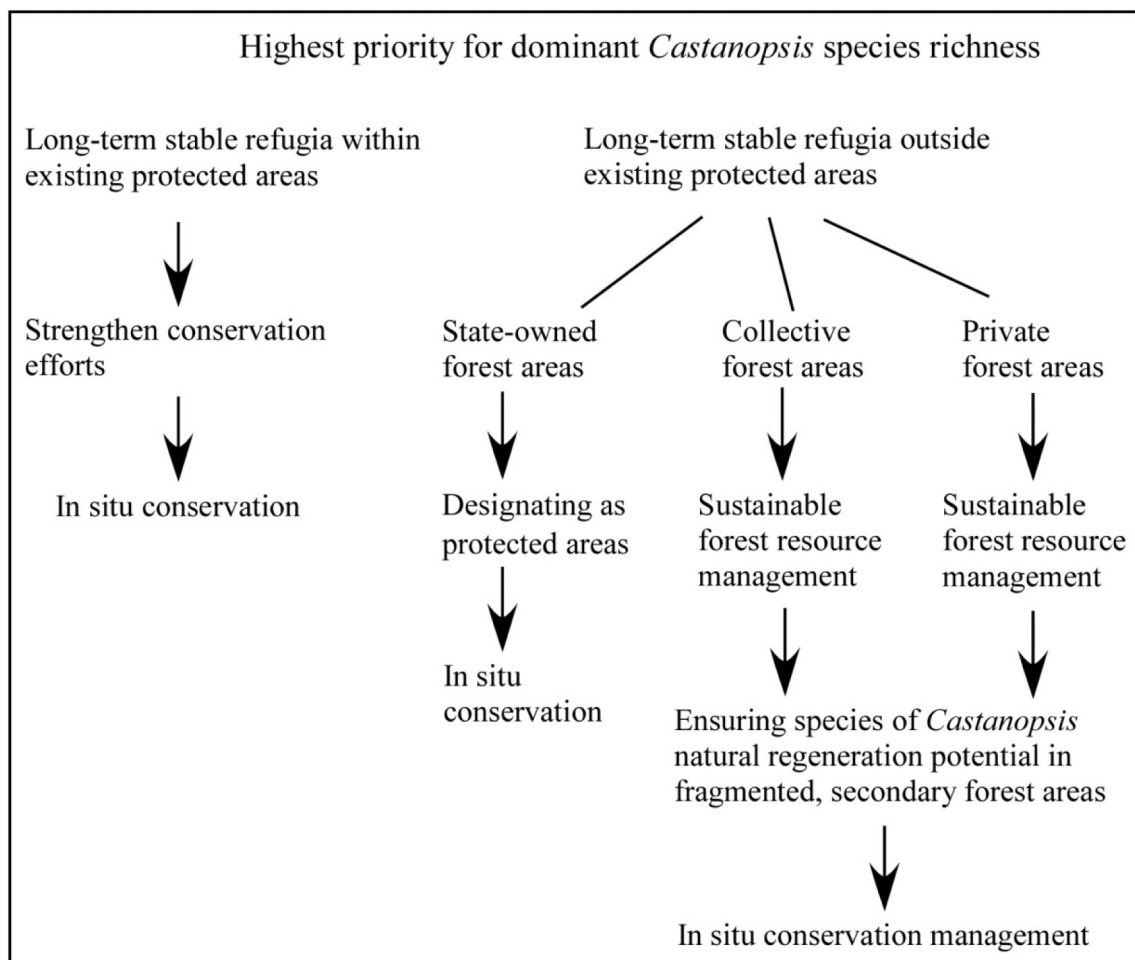 Highest priority for dominant Castanopsis species richness
Long-term stable refugia within
existing protected areas
Long-term stable refugia outside
existing protected areas
Strengthen conservation
efforts
State-owned
forest areas
Collective
forest areas
Private
forest areas
In situ conservation
Designating as
protected areas
Sustainable
forest resource
management
Sustainable
forest resource
management
In situ
conservation
Ensuring species of Castanopsis
natural regeneration potential in
fragmented, secondary forest areas
In situ conservation management